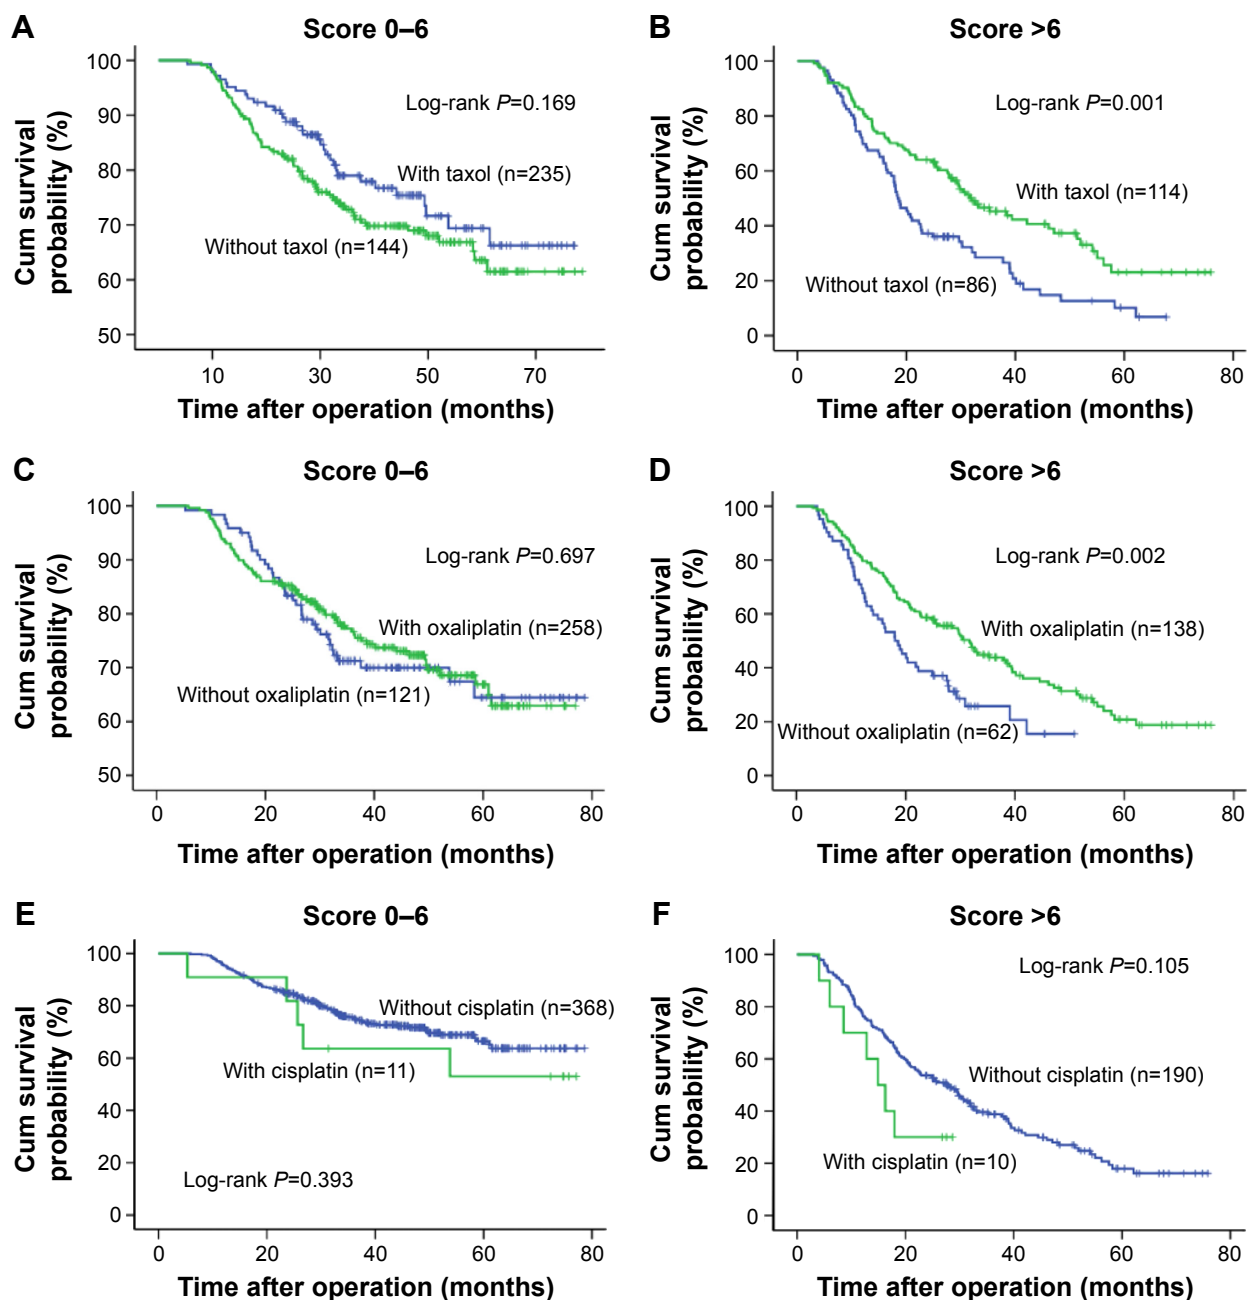 A
Score 0–6
Cum survival
probability (%)
100
90
80
70
60
50
Log-rank P=0.169
With taxol (n=235)
Without taxol (n=144)
10 30 50 70
Time after operation (months)
B
Score >6
Cum survival
probability (%)
100
80
60
40
20
0
Log-rank P=0.001
With taxol (n=114)
Without taxol (n=86)
0 20 40 60 80
Time after operation (months)
C
Score 0–6
Cum survival
probability (%)
100
90
80
70
60
50
Log-rank P=0.697
With oxaliplatin (n=258)
Without oxaliplatin (n=121)
0 20 40 60 80
Time after operation (months)
D
Score >6
Cum survival
probability (%)
100
80
60
40
20
0
Log-rank P=0.002
With oxaliplatin (n=138)
Without oxaliplatin (n=62)
0 20 40 60 80
Time after operation (months)
E
Score 0–6
Cum survival
probability (%)
100
80
60
40
20
0
Without cisplatin (n=368)
With cisplatin (n=11)
Log-rank P=0.393
0 20 40 60 80
Time after operation (months)
F
Score >6
Cum survival
probability (%)
100
80
60
40
20
0
Log-rank P=0.105
Without cisplatin (n=190)
With cisplatin (n=10)
0 20 40 60 80
Time after operation (months)